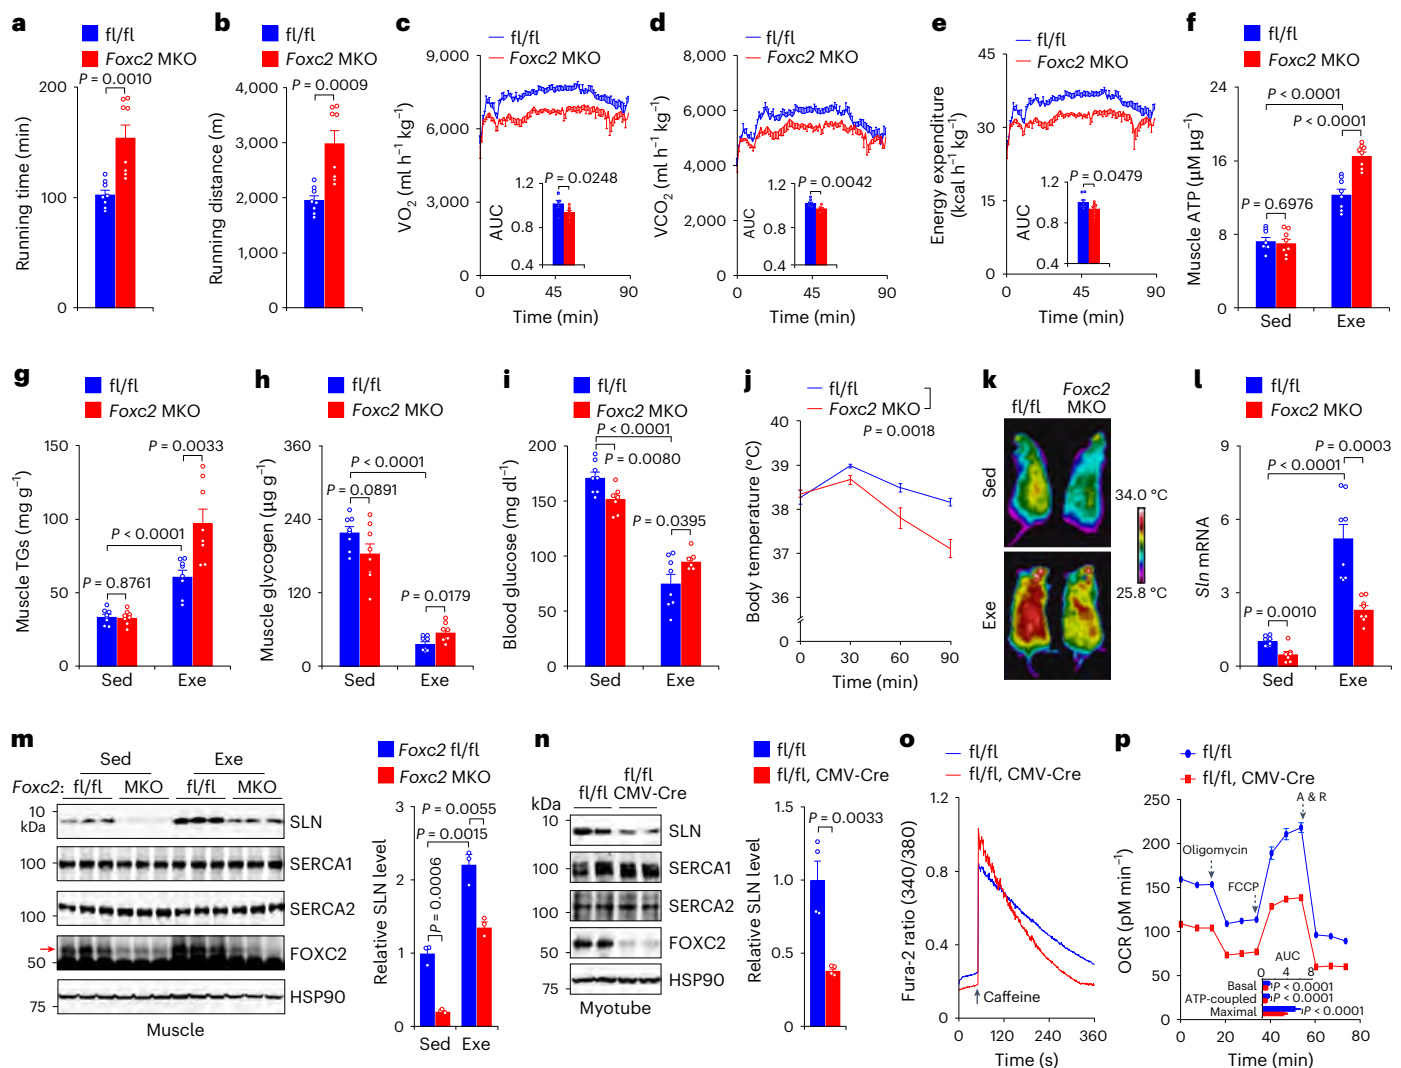 a
fl/fl
Foxc2 MKO
P = 0.0010
Running time (min)
200
100
0
b
fl/fl
Foxc2 MKO
P = 0.0009
Running distance (m)
4,000
3,000
2,000
1,000
0
c
fl/fl
Foxc2 MKO
VO2 (ml h−1 kg−1)
9,000
6,000
3,000
0
P = 0.0248
AUC
1.2
0.8
0.4
0 45 90
Time (min)
d
fl/fl
Foxc2 MKO
VCO2 (ml h−1 kg−1)
8,000
6,000
4,000
2,000
0
P = 0.0042
AUC
1.2
0.8
0.4
0 45 90
Time (min)
e
fl/fl
Foxc2 MKO
Energy expenditure
(kcal h−1 kg−1)
45
30
15
0
P = 0.0479
AUC
1.2
0.8
0.4
0 45 90
Time (min)
f
fl/fl
Foxc2 MKO
Muscle ATP (µM µg−1)
24
16
8
0
P < 0.0001
P < 0.0001
P = 0.6976
Sed Exe
g
fl/fl
Foxc2 MKO
Muscle TGs (mg g−1)
150
100
50
0
P = 0.0033
P < 0.0001
P = 0.8761
Sed Exe
h
fl/fl
Foxc2 MKO
Muscle glycogen (µg g−1)
360
240
120
0
P < 0.0001
P = 0.0891
P = 0.0179
Sed Exe
i
fl/fl
Foxc2 MKO
Blood glucose (mg dl−1)
200
150
100
50
0
P < 0.0001
P = 0.0080
P = 0.0395
Sed Exe
j
fl/fl
Foxc2 MKO
P = 0.0018
Body temperature (°C)
40
39
38
37
36
0
0 30 60 90
Time (min)
k
fl/fl
Foxc2
MKO
Sed
Exe
34.0 °C
25.8 °C
l
fl/fl
Foxc2 MKO
Sln mRNA
9
6
3
0
P = 0.0003
P < 0.0001
P = 0.0010
Sed Exe
m
Sed Exe
Foxc2: fl/fl MKO fl/fl MKO
10
kDa
SLN
100
SERCA1
100
SERCA2
50
FOXC2
75
HSP90
Muscle
Foxc2 fl/fl
Foxc2 MKO
Relative SLN level
3
2
1
0
P = 0.0055
P = 0.0015
P = 0.0006
Sed Exe
n
fl/fl
fl/fl CMV-Cre
kDa
10
SLN
100
SERCA1
100
SERCA2
50
FOXC2
75
HSP90
Myotube
fl/fl
fl/fl, CMV-Cre
Relative SLN level
1.5
1.0
0.5
0
P = 0.0033
o
fl/fl
fl/fl, CMV-Cre
Fura-2 ratio (340/380)
1.2
0.8
0.4
0
Caffeine
0 120 240 360
Time (s)
p
fl/fl
fl/fl, CMV-Cre
OCR (pM min−1)
250
200
150
100
50
0
Oligomycin
FCCP
A & R
AUC
0 4 8
Basal
P < 0.0001
ATP-coupled
P < 0.0001
Maximal
P < 0.0001
0 20 40 60 80
Time (min)